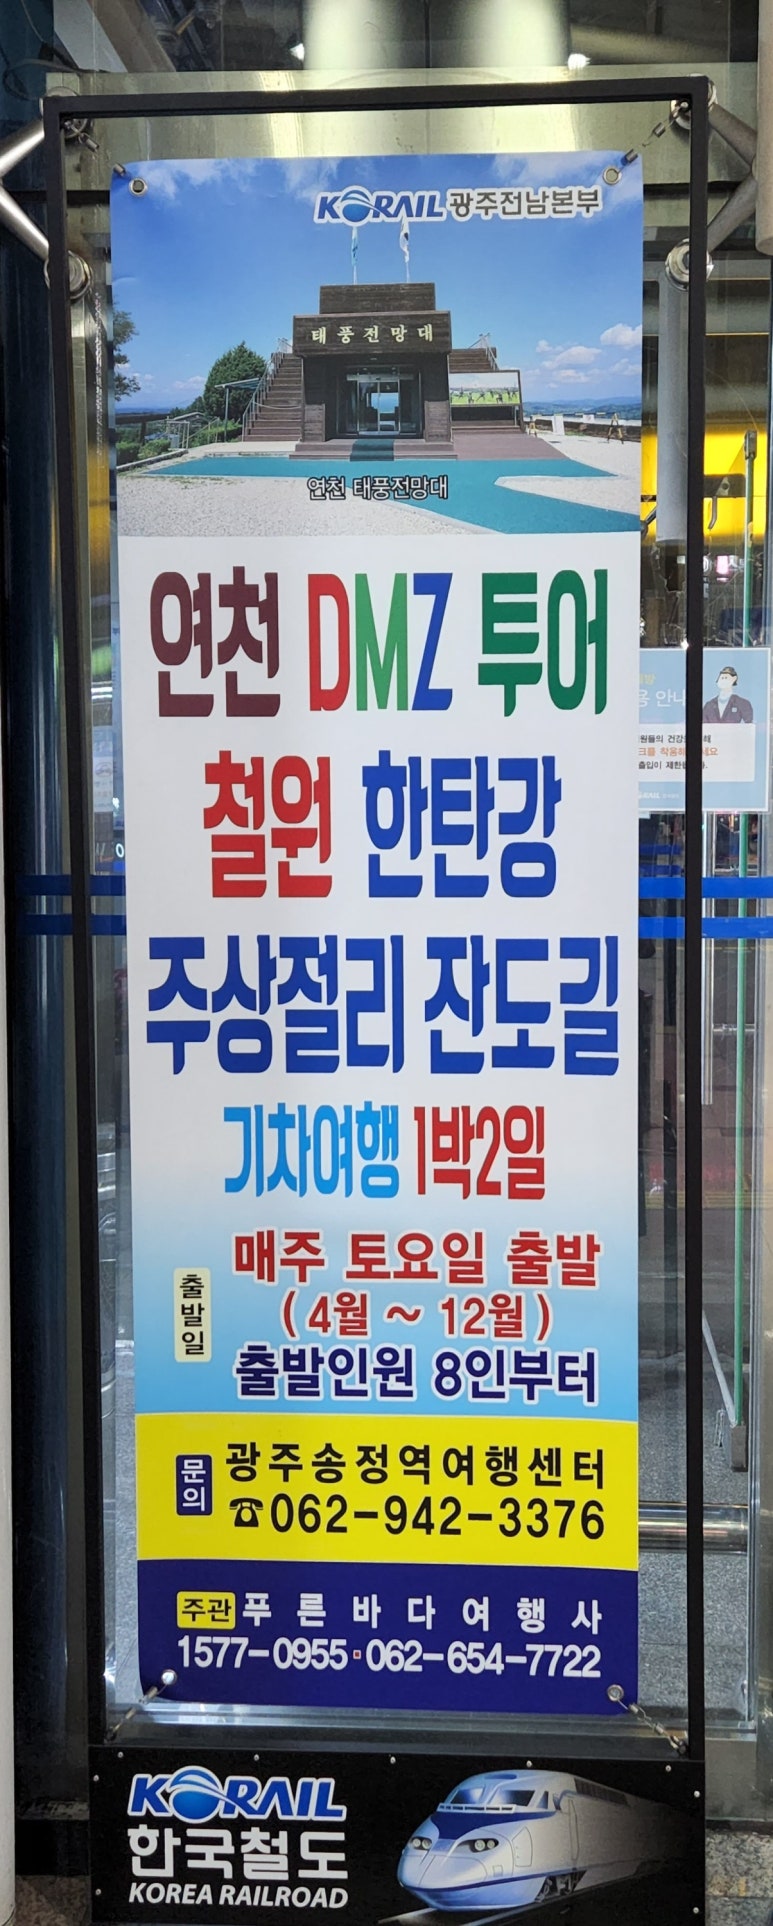 KORAIL 광주전남본부
태풍전망대
연천 태풍전망대
연천 DMZ 투어
철원 한탄강
주상절리 잔도길
기차여행 1박2일
출발일
매주 토요일 출발
( 4월 ~ 12월 )
출발인원 8인부터
문의
광주송정역여행센터
☎062-942-3376
주관 푸른바다여행사
1577-0955·062-654-7722
KORAIL
한국철도
KOREA RAILROAD